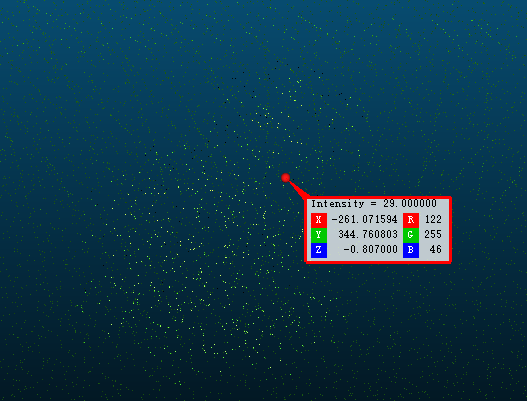 Intensity = 29.000000
X -261.071594 R 122
Y 344.760803 G 255
Z -0.807000 B 46